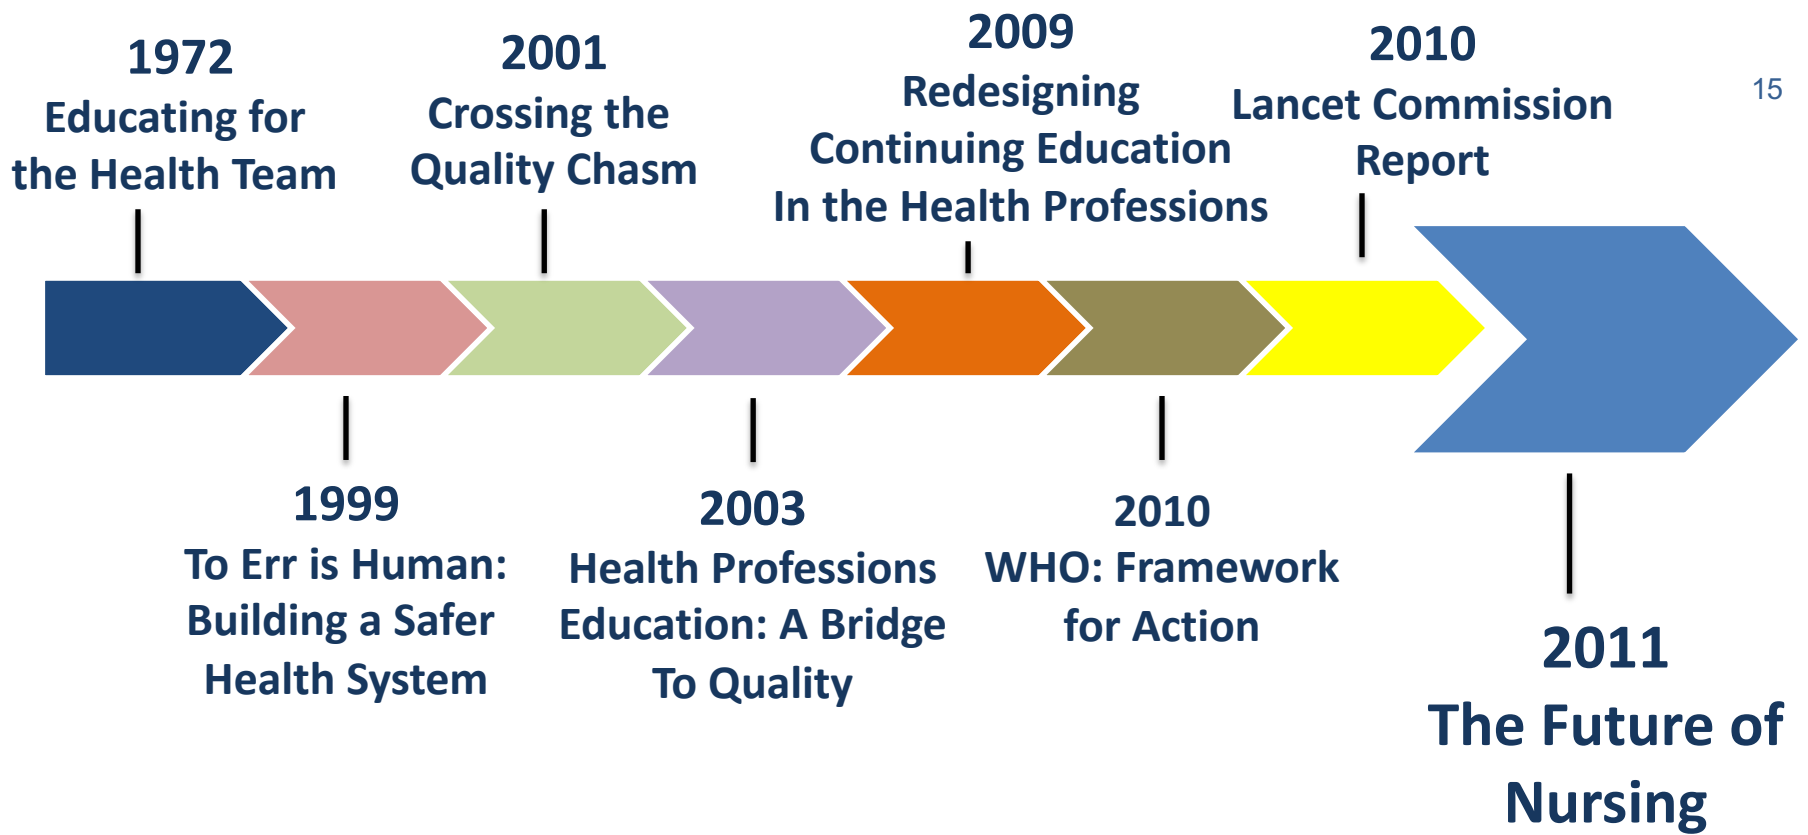 1972
Educating for
the Health Team
2001
Crossing the
Quality Chasm
2009
Redesigning
Continuing Education
In the Health Professions
2010
Lancet Commission
Report
15
1999
To Err is Human:
Building a Safer
Health System
2003
Health Professions
Education: A Bridge
To Quality
2010
WHO: Framework
for Action
2011
The Future of
Nursing